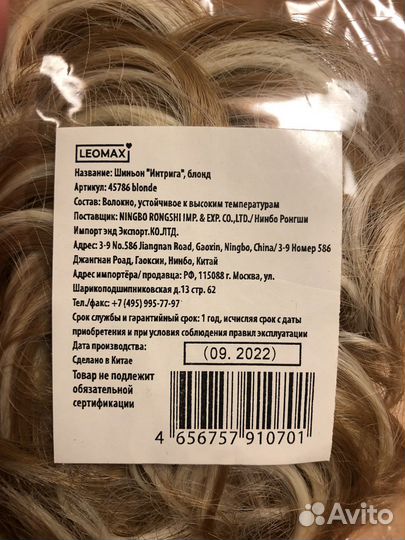 LEOMAX
Название: Шиньон "Интрига", блонд
Артикул: 45786 blonde
Состав: Волокно, устойчивое к высоким температурам
Поставщик: NINGBO RONGSHI IMP. & EXP. CO.,LTD./ Нинбо Ронгши
Импорт энд Экспорт.КО.ЛТД.
Адрес: 3-9 No.586 Jiangnan Road, Gaoxin, Ningbo, China/ 3-9 Номер 586
Джангнан Роад, Гаоксин, Нинбо, Китай
Адрес импортёра/ продавца: РФ, 115088 г. Москва, ул.
Шарикоподшипниковская д.13 стр. 62
Тел./факс: +7 (495) 995-77-97
Срок службы и гарантийный срок: 1 год, исчисляя срок с даты
приобретения и при условия соблюдения правил эксплуатации
Дата производства: (09. 2022)
Сделано в Китае
Товар не подлежит
обязательной
сертификации
4 656757 910701
Avito